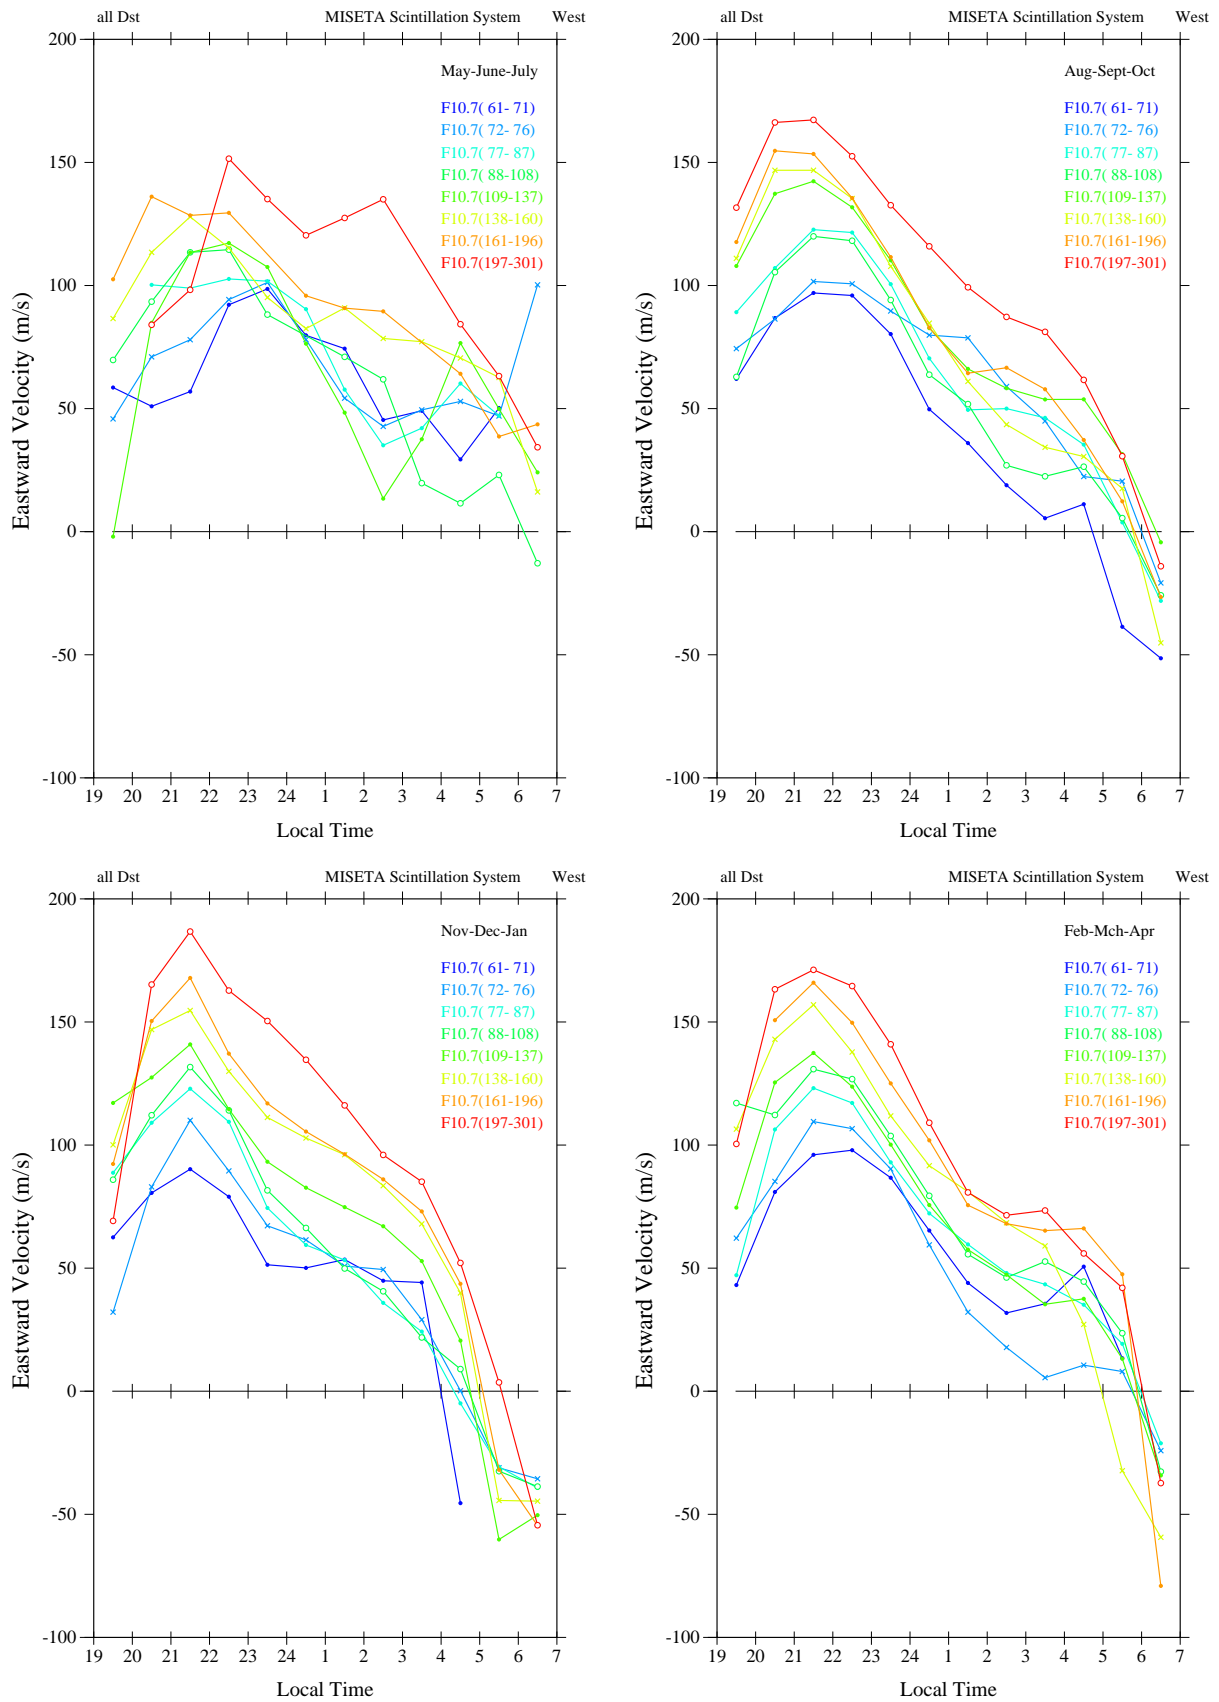 all Dst MISETA Scintillation System West
200
May-June-July
F10.7( 61- 71)
F10.7( 72- 76)
F10.7( 77- 87)
F10.7( 88-108)
F10.7(109-137)
F10.7(138-160)
F10.7(161-196)
F10.7(197-301)
150
100
50
0
-50
-100
Eastward Velocity (m/s)
19 20 21 22 23 24 1 2 3 4 5 6 7
Local Time
all Dst MISETA Scintillation System West
200
Aug-Sept-Oct
F10.7( 61- 71)
F10.7( 72- 76)
F10.7( 77- 87)
F10.7( 88-108)
F10.7(109-137)
F10.7(138-160)
F10.7(161-196)
F10.7(197-301)
150
100
50
0
-50
-100
Eastward Velocity (m/s)
19 20 21 22 23 24 1 2 3 4 5 6 7
Local Time
all Dst MISETA Scintillation System West
200
Nov-Dec-Jan
F10.7( 61- 71)
F10.7( 72- 76)
F10.7( 77- 87)
F10.7( 88-108)
F10.7(109-137)
F10.7(138-160)
F10.7(161-196)
F10.7(197-301)
150
100
50
0
-50
-100
Eastward Velocity (m/s)
19 20 21 22 23 24 1 2 3 4 5 6 7
Local Time
all Dst MISETA Scintillation System West
200
Feb-Mch-Apr
F10.7( 61- 71)
F10.7( 72- 76)
F10.7( 77- 87)
F10.7( 88-108)
F10.7(109-137)
F10.7(138-160)
F10.7(161-196)
F10.7(197-301)
150
100
50
0
-50
-100
Eastward Velocity (m/s)
19 20 21 22 23 24 1 2 3 4 5 6 7
Local Time